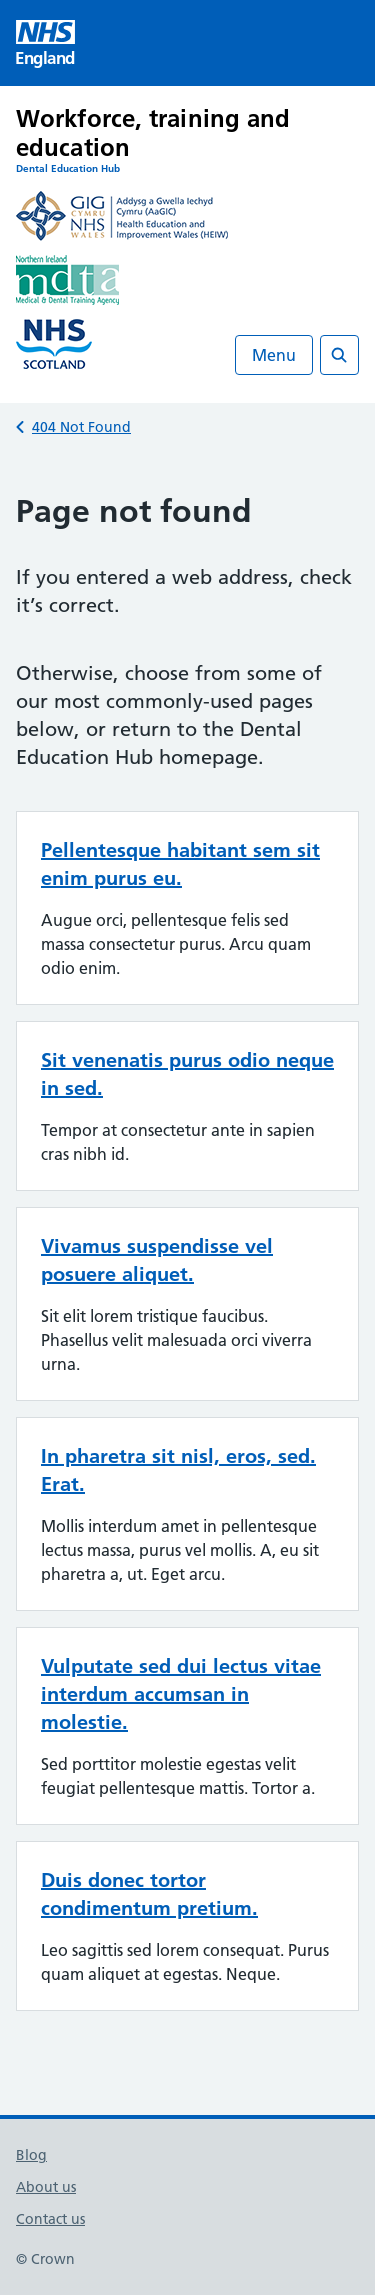 NHS
England
Workforce, training and
education
Dental Education Hub
GIG
CYMRU
NHS
WALES
Addysg a Gwella Iechyd
Cymru (AaGIC)
Health Education and
Improvement Wales (HEIW)
Northern Ireland
mdta
Medical & Dental Training Agency
NHS
SCOTLAND
Menu
404 Not Found
Page not found
If you entered a web address, check
it’s correct.
Otherwise, choose from some of
our most commonly-used pages
below, or return to the Dental
Education Hub homepage.
Pellentesque habitant sem sit
enim purus eu.
Augue orci, pellentesque felis sed
massa consectetur purus. Arcu quam
odio enim.
Sit venenatis purus odio neque
in sed.
Tempor at consectetur ante in sapien
cras nibh id.
Vivamus suspendisse vel
posuere aliquet.
Sit elit lorem tristique faucibus.
Phasellus velit malesuada orci viverra
urna.
In pharetra sit nisl, eros, sed.
Erat.
Mollis interdum amet in pellentesque
lectus massa, purus vel mollis. A, eu sit
pharetra a, ut. Eget arcu.
Vulputate sed dui lectus vitae
interdum accumsan in
molestie.
Sed porttitor molestie egestas velit
feugiat pellentesque mattis. Tortor a.
Duis donec tortor
condimentum pretium.
Leo sagittis sed lorem consequat. Purus
quam aliquet at egestas. Neque.
Blog
About us
Contact us
© Crown